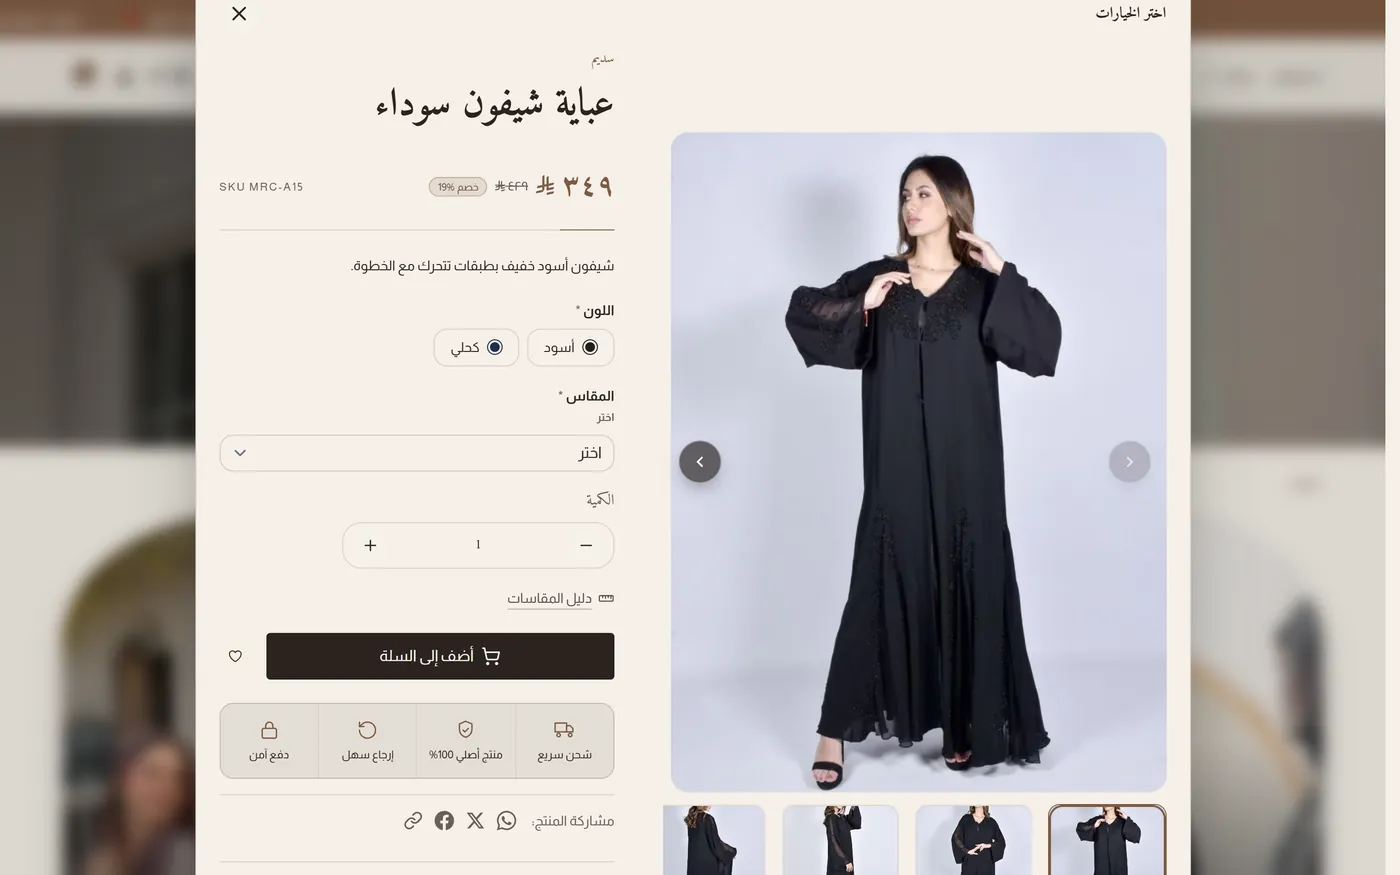 اختر الخيارات
سديم
عباية شيفون سوداء
٣٤٩ ⃁ ٤٢٩ ⃁ خصم 19%
SKU MRC-A15
شيفون أسود خفيف بطبقات تتحرك مع الخطوة.
اللون *
أسود
كحلي
المقاس *
اختر
اختر
الكمية
1
دليل المقاسات
أضف إلى السلة
شحن سريع
منتج أصلي 100%
إرجاع سهل
دفع آمن
مشاركة المنتج: